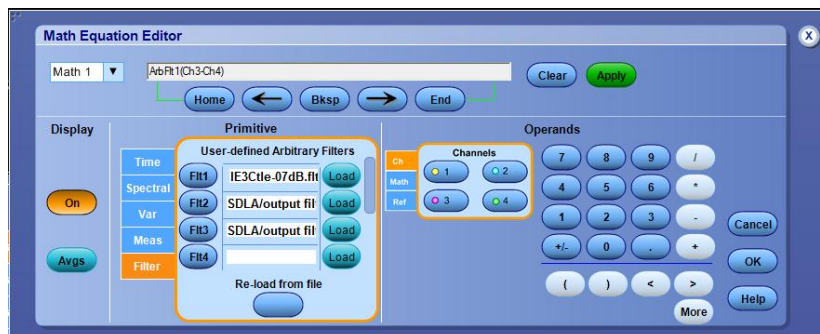 Math Equation Editor
X
Math 1
ArbFlt1(Ch3-Ch4)
Clear
Apply
Home
Bksp
End
Display
Primitive
Operands
On
Avgs
Time
Spectral
Var
Meas
Filter
User-defined Arbitrary Filters
Flt1 IE3Ctle-07dB.flt Load
Flt2 SDLA/output filt Load
Flt3 SDLA/output filt Load
Flt4 Load
Re-load from file
Ch
Math
Ref
Channels
1 2
3 4
7 8 9 /
4 5 6 *
1 2 3 -
+/- 0 . +
( ) < >
More
Cancel
OK
Help